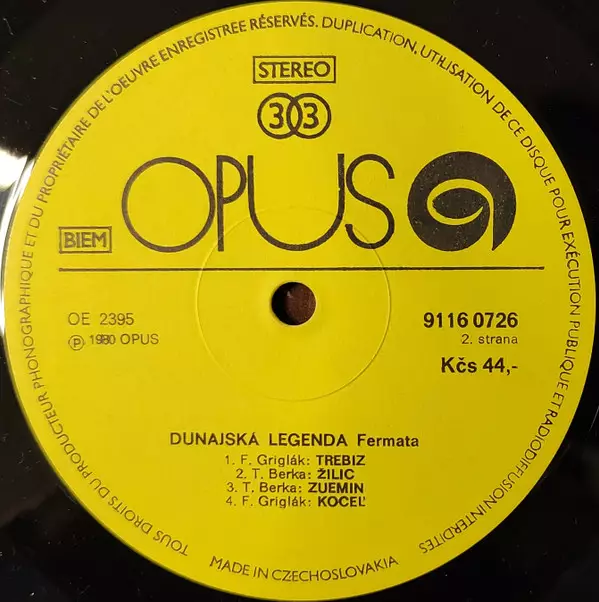 TOUS DROITS DU PRODUCTEUR PHONOGRAPHIQUE ET DU PROPRIÉTAIRE DE L'OEUVRE ENREGISTREE RÉSERVÉS. DUPLICATION, UTILISATION DE CE DISQUE POUR EXÉCUTION PUBLIQUE ET RADIODIFFUSION INTERDITES
STEREO
33
OPUS
BIEM
OE 2395
9116 0726
Ⓟ 1980 OPUS
2. strana
Kčs 44,-
DUNAJSKÁ LEGENDA Fermata
1. F. Griglák: TREBIZ
2. T. Berka: ŽILIC
3. T. Berka: ZUEMIN
4. F. Griglák: KOCEĽ
MADE IN CZECHOSLOVAKIA